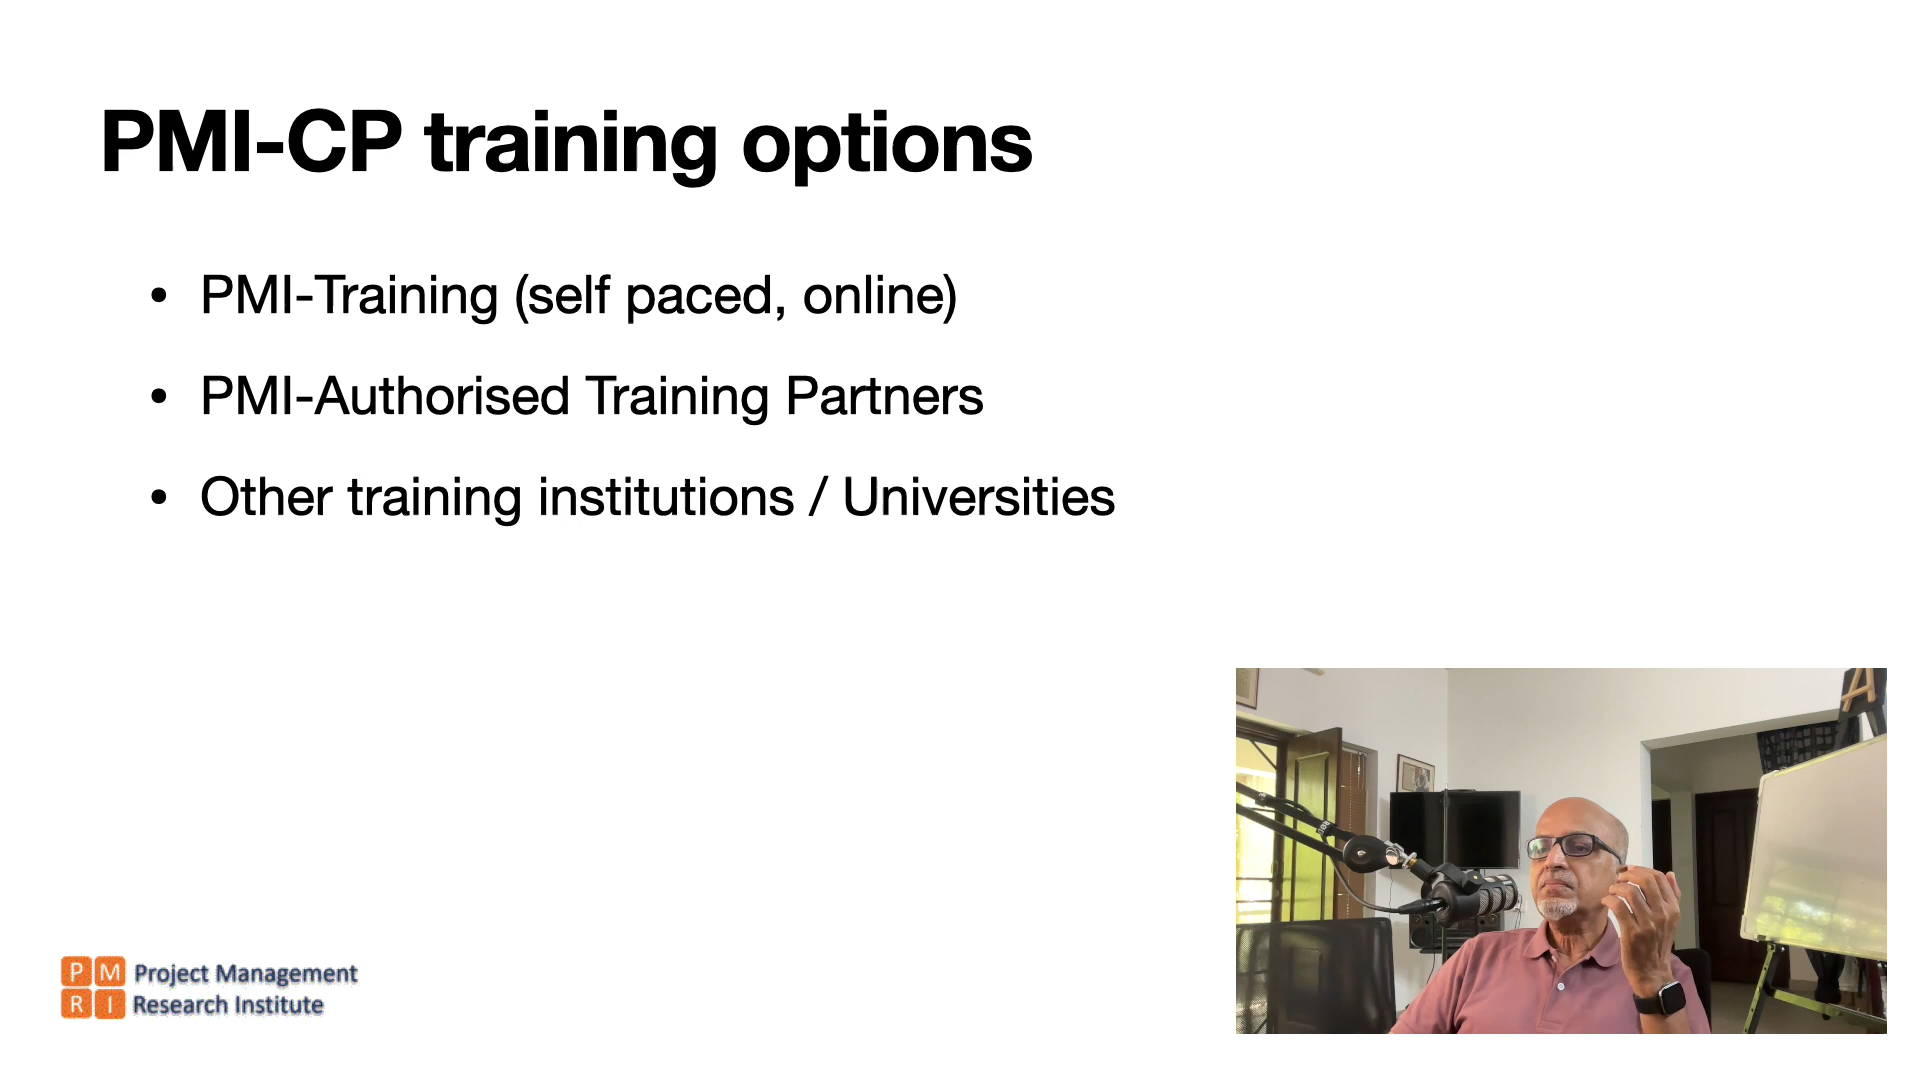 PMI-CP training options
• PMI-Training (self paced, online)
• PMI-Authorised Training Partners
• Other training institutions / Universities
P M
R I
Project Management
Research Institute